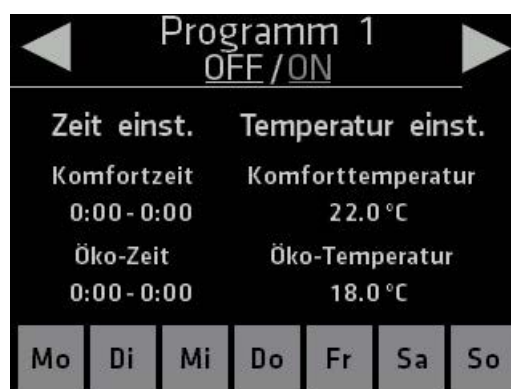 Programm 1
OFF/ON
Zeit einst. Temperatur einst.
Komfortzeit Komforttemperatur
0:00-0:00 22.0 °C
Öko-Zeit Öko-Temperatur
0:00-0:00 18.0 °C
Mo Di Mi Do Fr Sa So